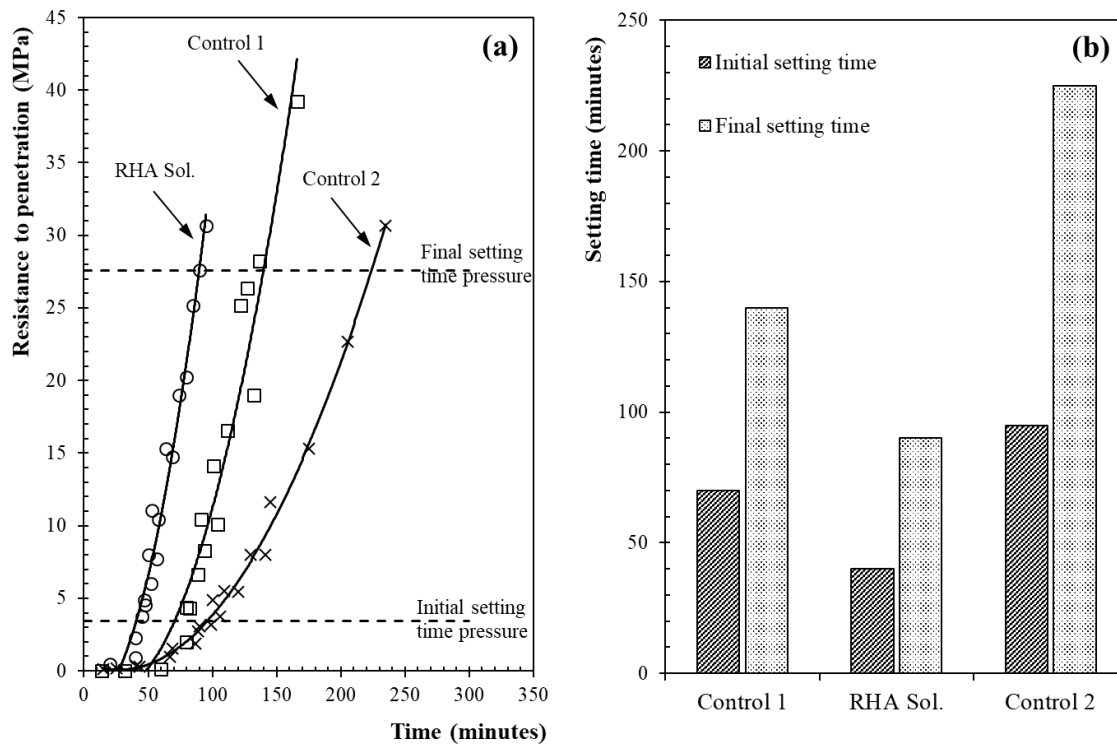 (a)
Resistance to penetration (MPa)
45
40
35
30
25
20
15
10
5
0
Control 1
RHA Sol.
Control 2
Final setting
time pressure
Initial setting
time pressure
0 50 100 150 200 250 300 350
Time (minutes)
(b)
Setting time (minutes)
250
200
150
100
50
0
Initial setting time
Final setting time
Control 1 RHA Sol. Control 2